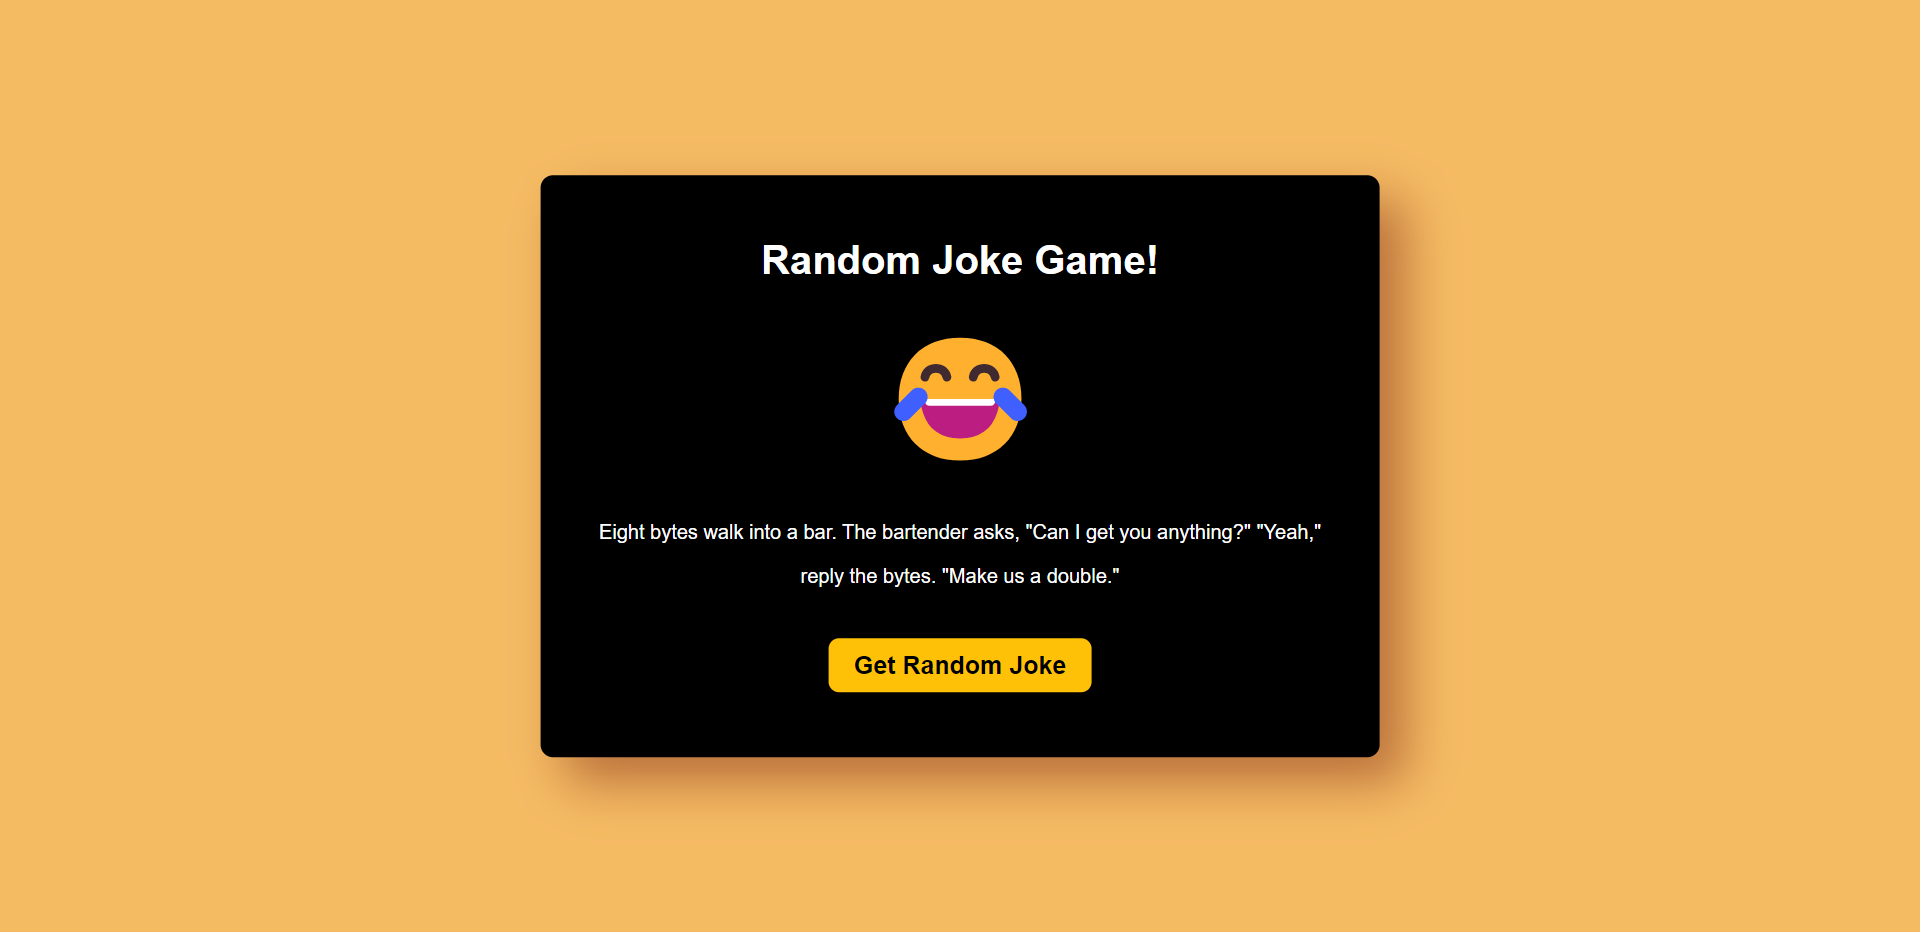 Random Joke Game!
Eight bytes walk into a bar. The bartender asks, "Can I get you anything?" "Yeah,"
reply the bytes. "Make us a double."
Get Random Joke